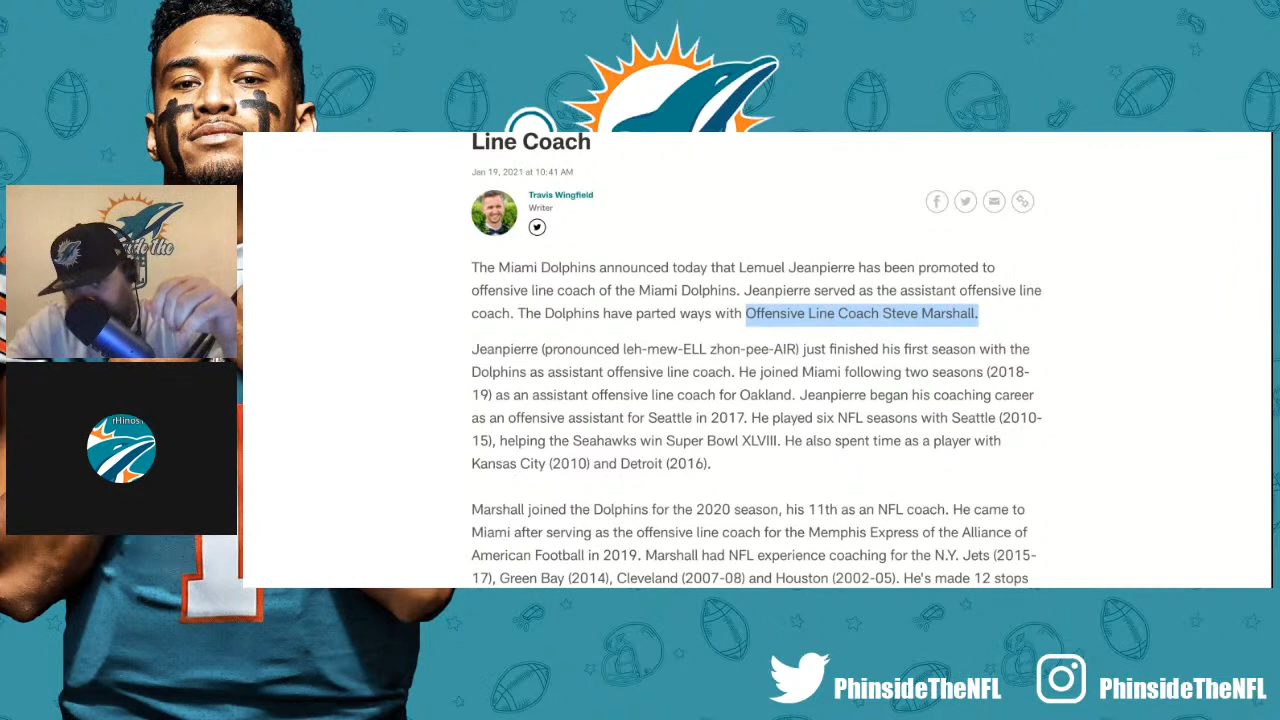 Line Coach
Jan 19, 2021 at 10:41 AM
Travis Wingfield
Writer
The Miami Dolphins announced today that Lemuel Jeanpierre has been promoted to
offensive line coach of the Miami Dolphins. Jeanpierre served as the assistant offensive line
coach. The Dolphins have parted ways with Offensive Line Coach Steve Marshall.
Jeanpierre (pronounced leh-mew-ELL zhon-pee-AIR) just finished his first season with the
Dolphins as assistant offensive line coach. He joined Miami following two seasons (2018-
19) as an assistant offensive line coach for Oakland. Jeanpierre began his coaching career
as an offensive assistant for Seattle in 2017. He played six NFL seasons with Seattle (2010-
15), helping the Seahawks win Super Bowl XLVIII. He also spent time as a player with
Kansas City (2010) and Detroit (2016).
Marshall joined the Dolphins for the 2020 season, his 11th as an NFL coach. He came to
Miami after serving as the offensive line coach for the Memphis Express of the Alliance of
American Football in 2019. Marshall had NFL experience coaching for the N.Y. Jets (2015-
17), Green Bay (2014), Cleveland (2007-08) and Houston (2002-05). He's made 12 stops
the
PhinsideTheNFL
PhinsideTheNFL